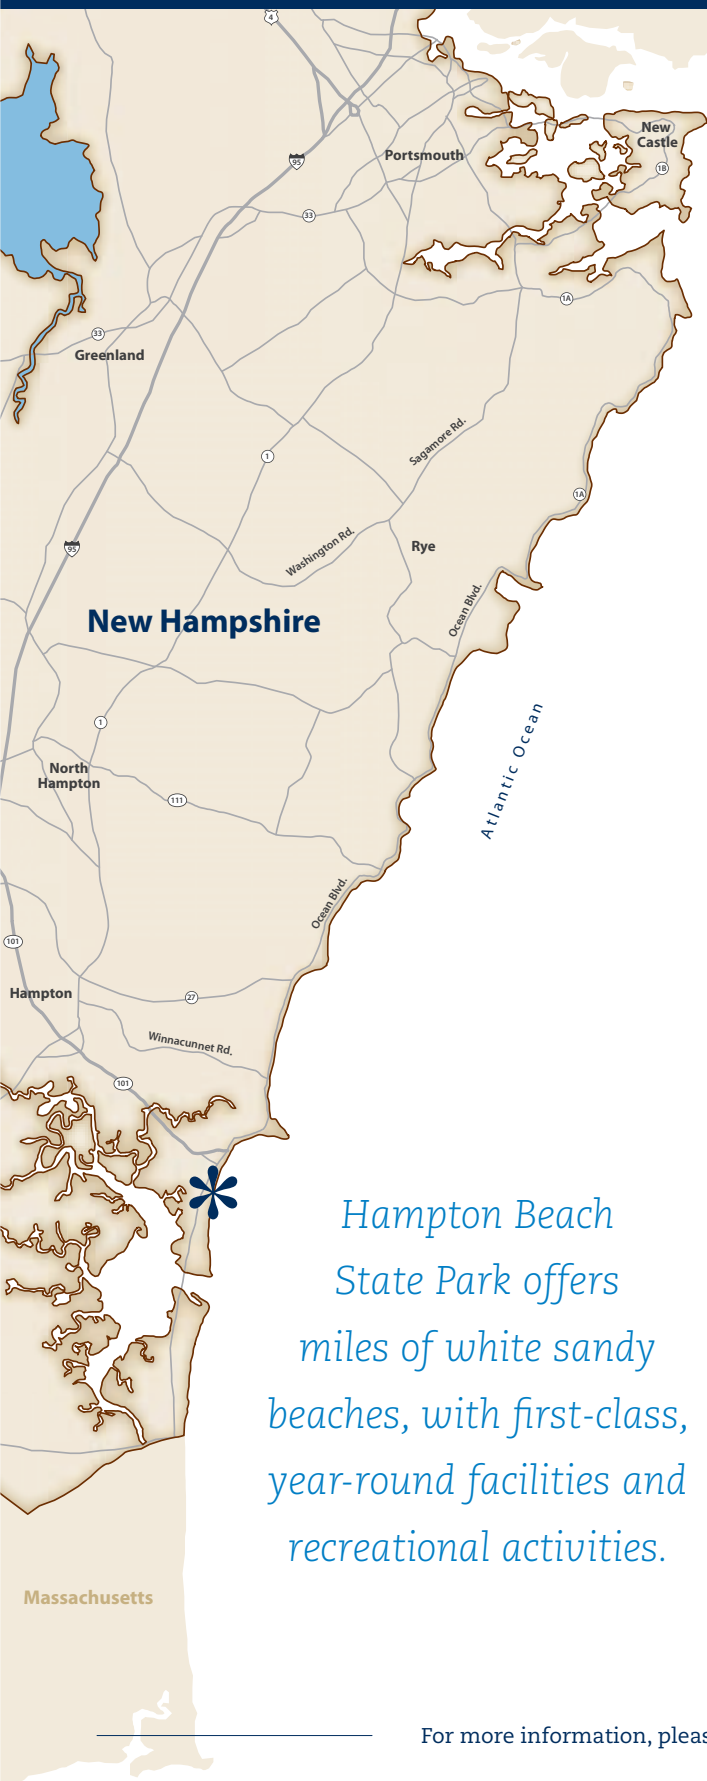 4
New
Castle
Portsmouth
95
1B
33
1A
33
Greenland
Sagamore Rd.
1
1A
Washington Rd.
Rye
95
Ocean Blvd.
New Hampshire
Atlantic Ocean
1
North
Hampton
111
Ocean Blvd.
101
Hampton
27
Winnacunnet Rd.
101
*
Hampton Beach
State Park offers
miles of white sandy
beaches, with first-class,
year-round facilities and
recreational activities.
Massachusetts
For more information, pleas